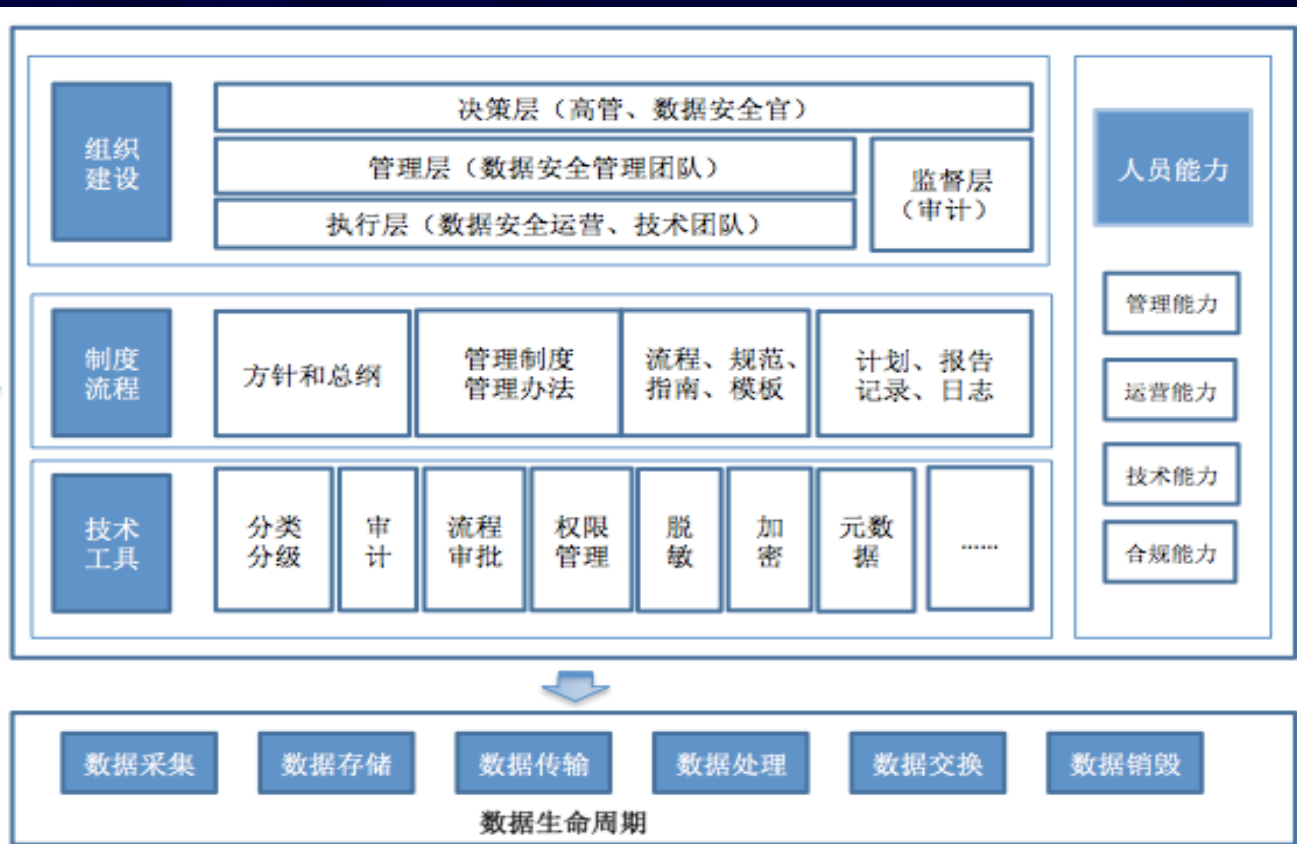 组织
建设
决策层（高管、数据安全官）
管理层（数据安全管理团队）
执行层（数据安全运营、技术团队）
监督层
（审计）
人员能力
管理能力
运营能力
技术能力
合规能力
制度
流程
方针和总纲
管理制度
管理办法
流程、规范、
指南、模板
计划、报告
记录、日志
技术
工具
分类
分级
审
计
流程
审批
权限
管理
脱
敏
加
密
元数
据
……
数据采集
数据存储
数据传输
数据处理
数据交换
数据销毁
数据生命周期